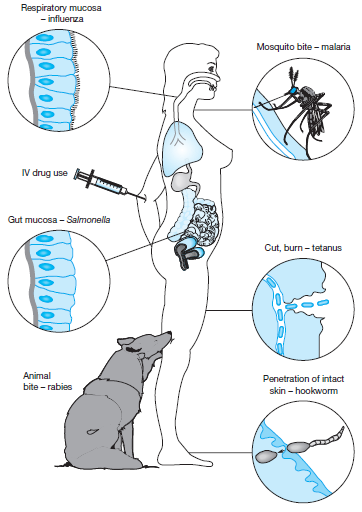 Respiratory mucosa
– influenza
Mosquito bite – malaria
IV drug use
Gut mucosa – Salmonella
Cut, burn – tetanus
Animal
bite – rabies
Penetration of intact
skin – hookworm